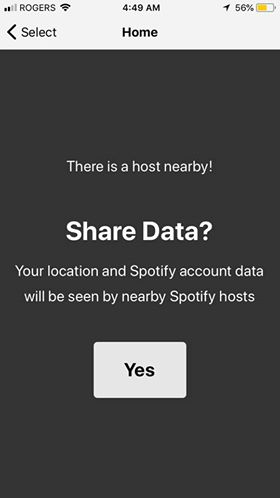 ROGERS 4:49 AM 56%
Select Home
There is a host nearby!
Share Data?
Your location and Spotify account data
will be seen by nearby Spotify hosts
Yes